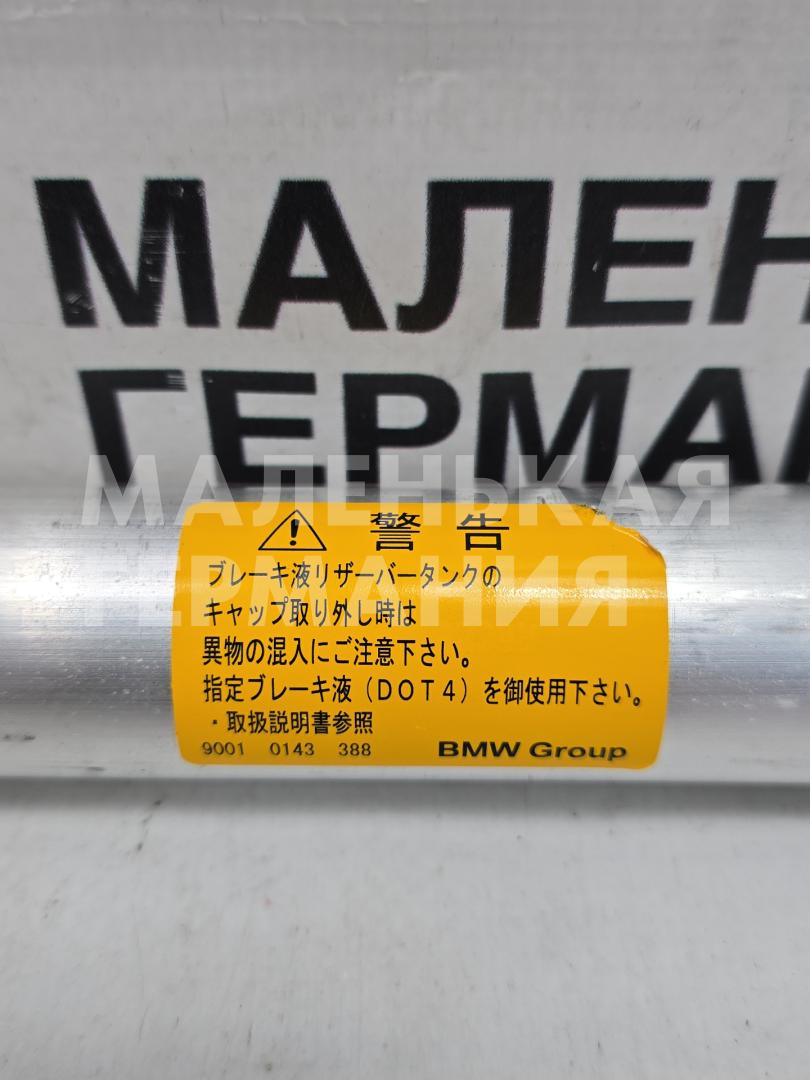 МАЛЕН
ГЕРМА
МАЛЕНЬКАЯ
ГЕРМАНИЯ
警 告
ブレーキ液リザーバータンクの
キャップ取り外し時は
異物の混入にご注意下さい。
指定ブレーキ液(DOT4)を御使用下さい。
・取扱説明書参照
9001 0143 388 BMW Group